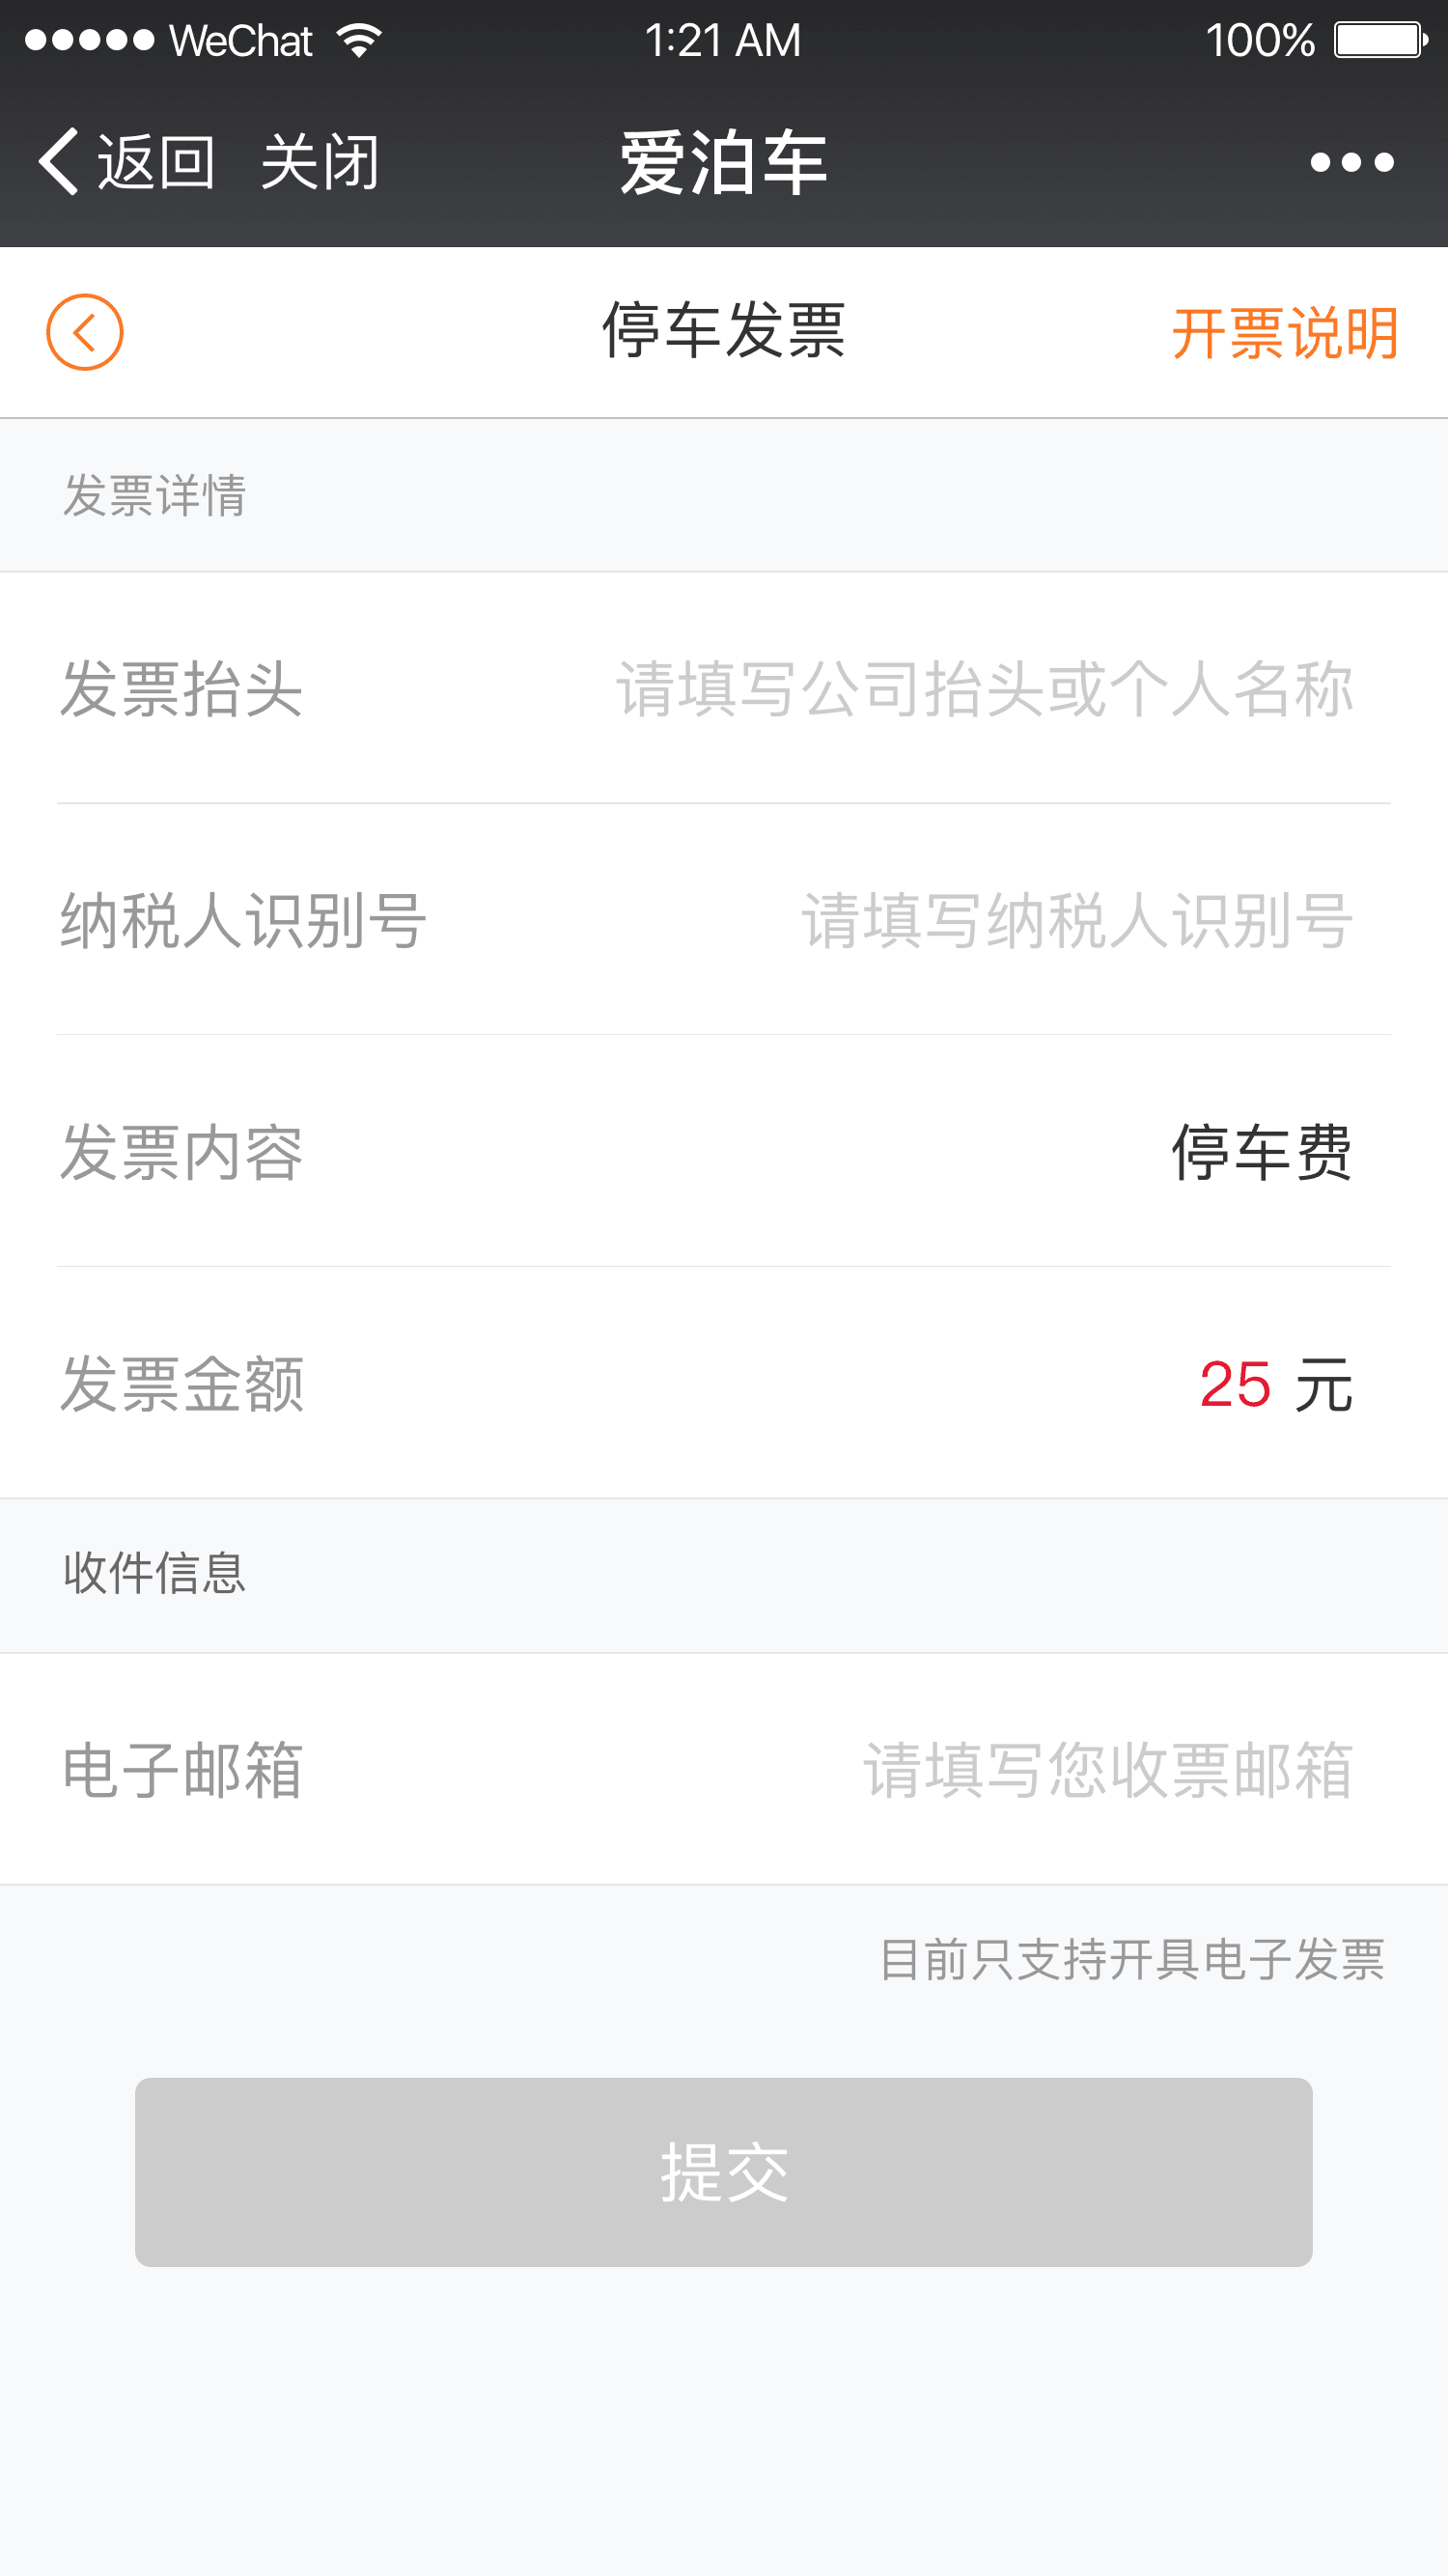 WeChat 1:21 AM 100%
返回 关闭 爱泊车
停车发票 开票说明
发票详情
发票抬头 请填写公司抬头或个人名称
纳税人识别号 请填写纳税人识别号
发票内容 停车费
发票金额 25 元
收件信息
电子邮箱 请填写您收票邮箱
目前只支持开具电子发票
提交